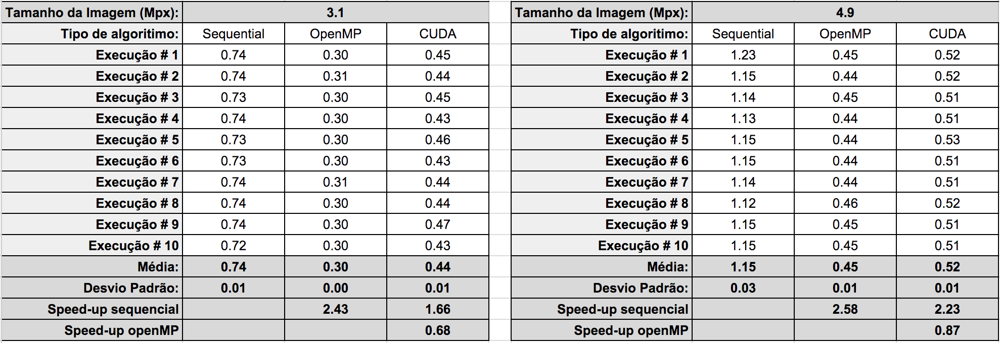 Tamanho da Imagem (Mpx): 3.1
Tipo de algoritimo: Sequential OpenMP CUDA
Execução # 1 0.74 0.30 0.45
Execução # 2 0.74 0.31 0.44
Execução # 3 0.73 0.30 0.45
Execução # 4 0.74 0.30 0.43
Execução # 5 0.73 0.30 0.46
Execução # 6 0.73 0.30 0.43
Execução # 7 0.74 0.31 0.44
Execução # 8 0.74 0.30 0.44
Execução # 9 0.74 0.30 0.47
Execução # 10 0.72 0.30 0.43
Média: 0.74 0.30 0.44
Desvio Padrão: 0.01 0.00 0.01
Speed-up sequencial 2.43 1.66
Speed-up openMP 0.68
Tamanho da Imagem (Mpx): 4.9
Tipo de algoritimo: Sequential OpenMP CUDA
Execução # 1 1.23 0.45 0.52
Execução # 2 1.15 0.44 0.52
Execução # 3 1.14 0.45 0.51
Execução # 4 1.13 0.44 0.51
Execução # 5 1.15 0.44 0.53
Execução # 6 1.15 0.44 0.51
Execução # 7 1.14 0.44 0.51
Execução # 8 1.12 0.46 0.52
Execução # 9 1.15 0.45 0.51
Execução # 10 1.15 0.45 0.51
Média: 1.15 0.45 0.52
Desvio Padrão: 0.03 0.01 0.01
Speed-up sequencial 2.58 2.23
Speed-up openMP 0.87